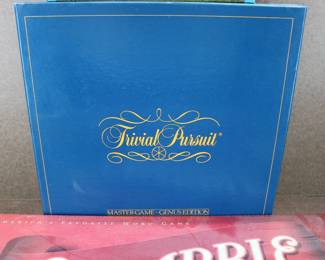 Trivial Pursuit®
MASTER GAME - GENUS EDITION
AMERICA'S FAVORITE WORD GAME